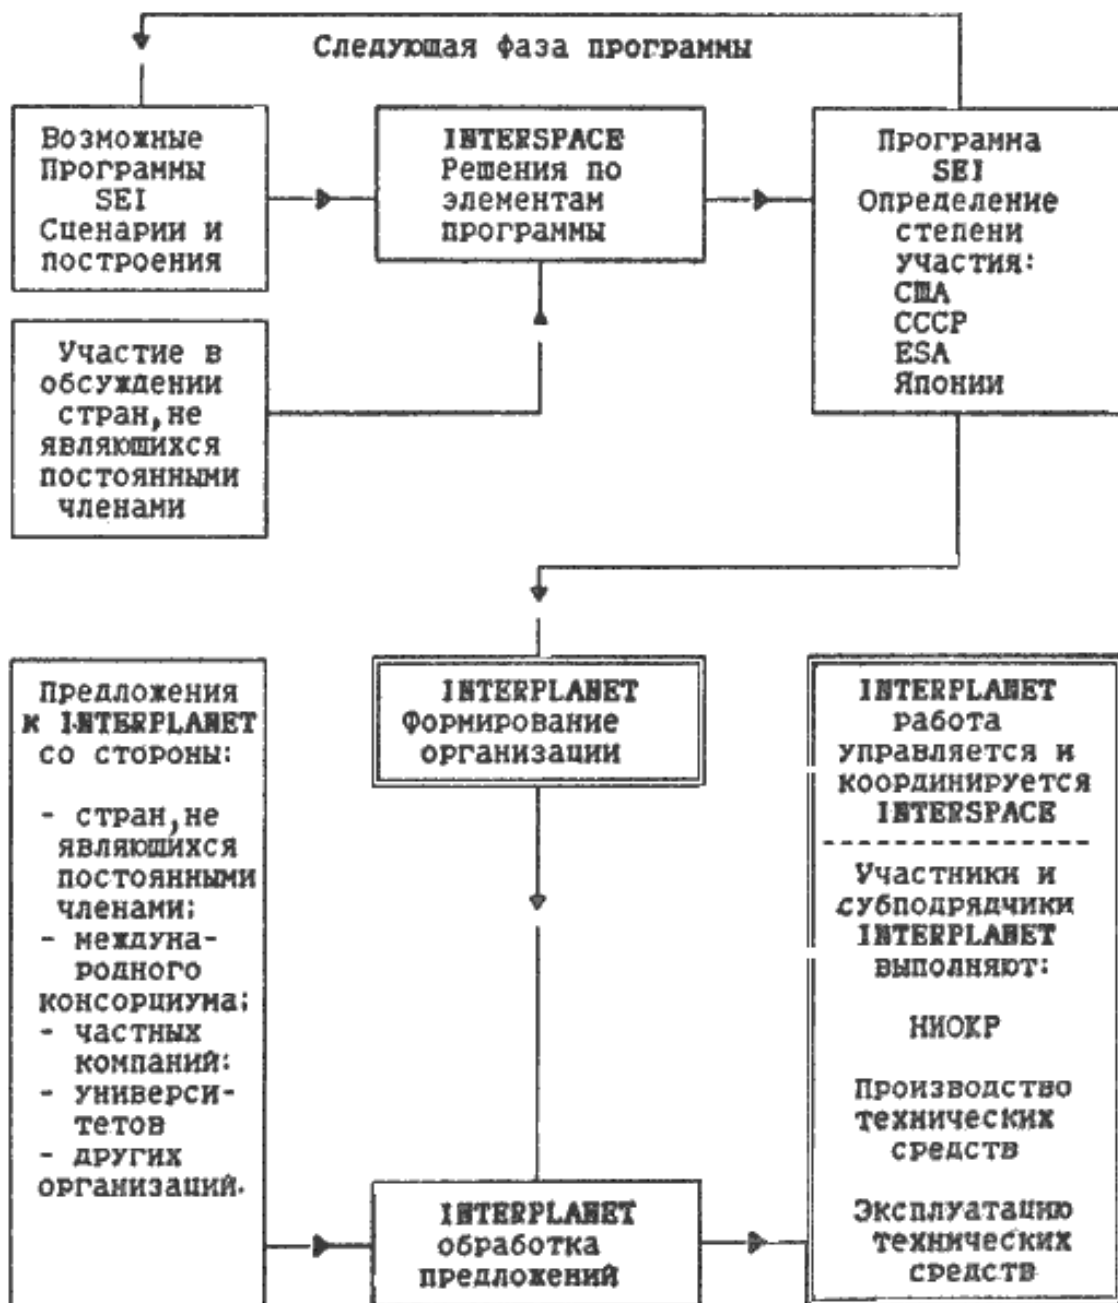 Следующая фаза программы
Возможные
Программы
SEI
Сценарии и
построения
INTERSPACE
Решения по
элементам
программы
Программа
SEI
Определение
степени
участия:
США
СССР
ESA
Японии
Участие в
обсуждении
стран,не
являющихся
постоянными
членами
Предложения
к INTERPLANET
со стороны:
- стран,не
являющихся
постоянными
членами;
- междуна-
родного
консорциума;
- частных
компаний;
- универси-
тетов
- других
организаций.
INTERPLANET
Формирование
организации
INTERPLANET
обработка
предложений
INTERPLANET
работа
управляется и
координируется
INTERSPACE
Участники и
субподрядчики
INTERPLANET
выполняют:
НИОКР
Производство
технических
средств
Эксплуатацию
технических
средств